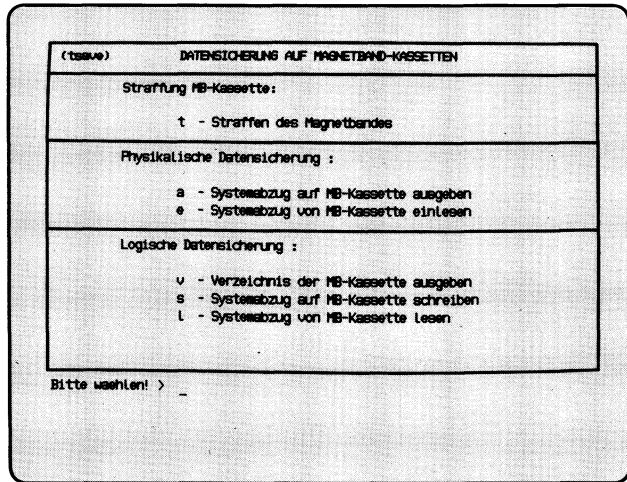 (tsave) DATENSICHERUNG AUF MAGNETBAND-KASSETTEN
Straffung MB-Kassette:
t - Straffen des Magnetbandes
Physikalische Datensicherung :
a - Systemabzug auf MB-Kassette ausgeben
e - Systemabzug von MB-Kassette einlesen
Logische Datensicherung :
v - Verzeichnis der MB-Kassette ausgeben
s - Systemabzug auf MB-Kassette schreiben
l - Systemabzug von MB-Kassette lesen
Bitte waehlen! > _